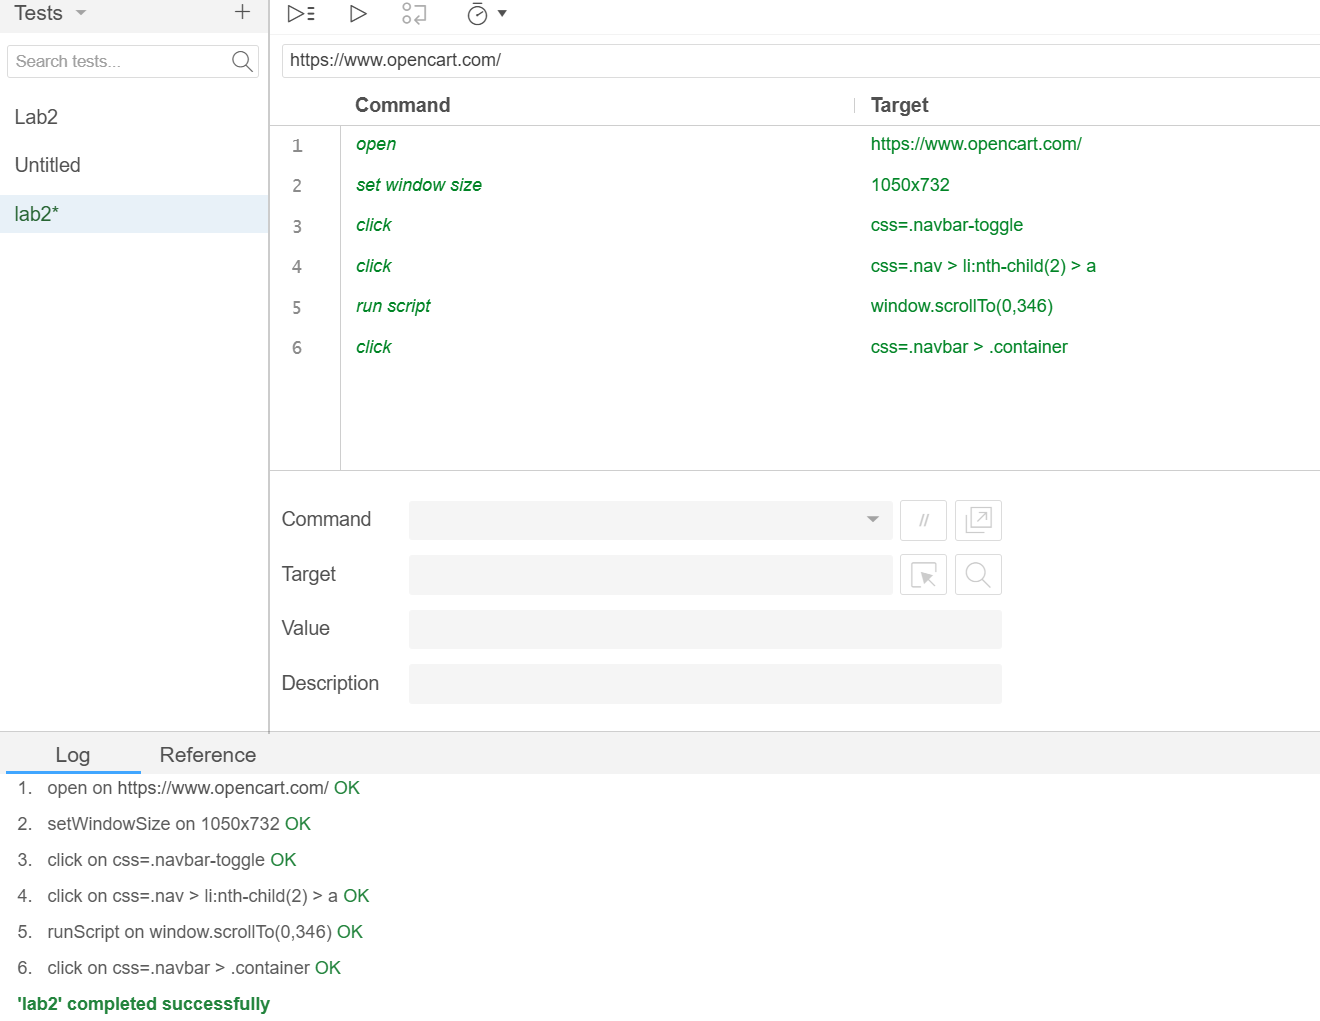 Tests
Search tests...
https://www.opencart.com/
Lab2
Untitled
lab2*
Command Target
1 open https://www.opencart.com/
2 set window size 1050x732
3 click css=.navbar-toggle
4 click css=.nav > li:nth-child(2) > a
5 run script window.scrollTo(0,346)
6 click css=.navbar > .container
Command //
Target
Value
Description
Log Reference
1. open on https://www.opencart.com/ OK
2. setWindowSize on 1050x732 OK
3. click on css=.navbar-toggle OK
4. click on css=.nav > li:nth-child(2) > a OK
5. runScript on window.scrollTo(0,346) OK
6. click on css=.navbar > .container OK
'lab2' completed successfully